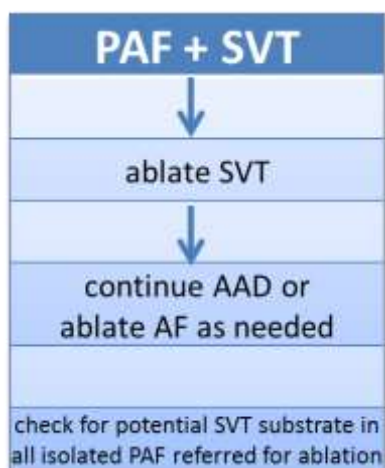 PAF + SVT
ablate SVT
continue AAD or
ablate AF as needed
check for potential SVT substrate in
all isolated PAF referred for ablation